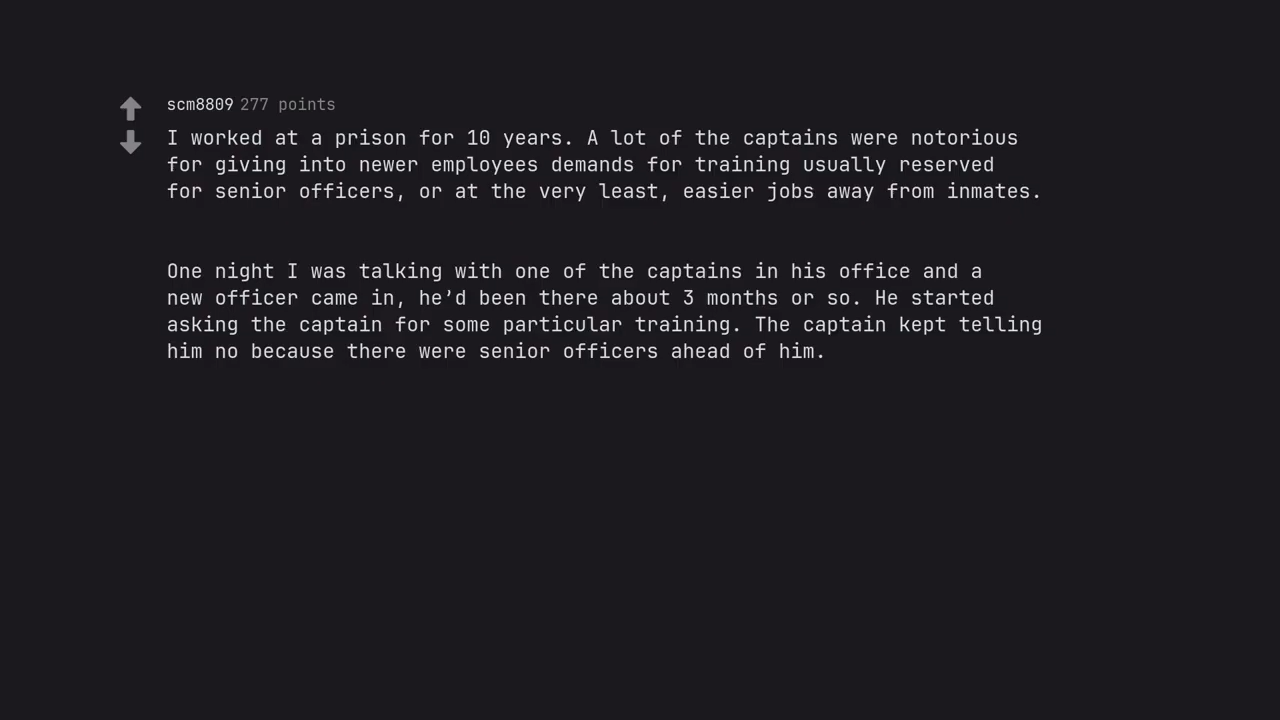 scm8809 277 points
I worked at a prison for 10 years. A lot of the captains were notorious
for giving into newer employees demands for training usually reserved
for senior officers, or at the very least, easier jobs away from inmates.
One night I was talking with one of the captains in his office and a
new officer came in, he’d been there about 3 months or so. He started
asking the captain for some particular training. The captain kept telling
him no because there were senior officers ahead of him.